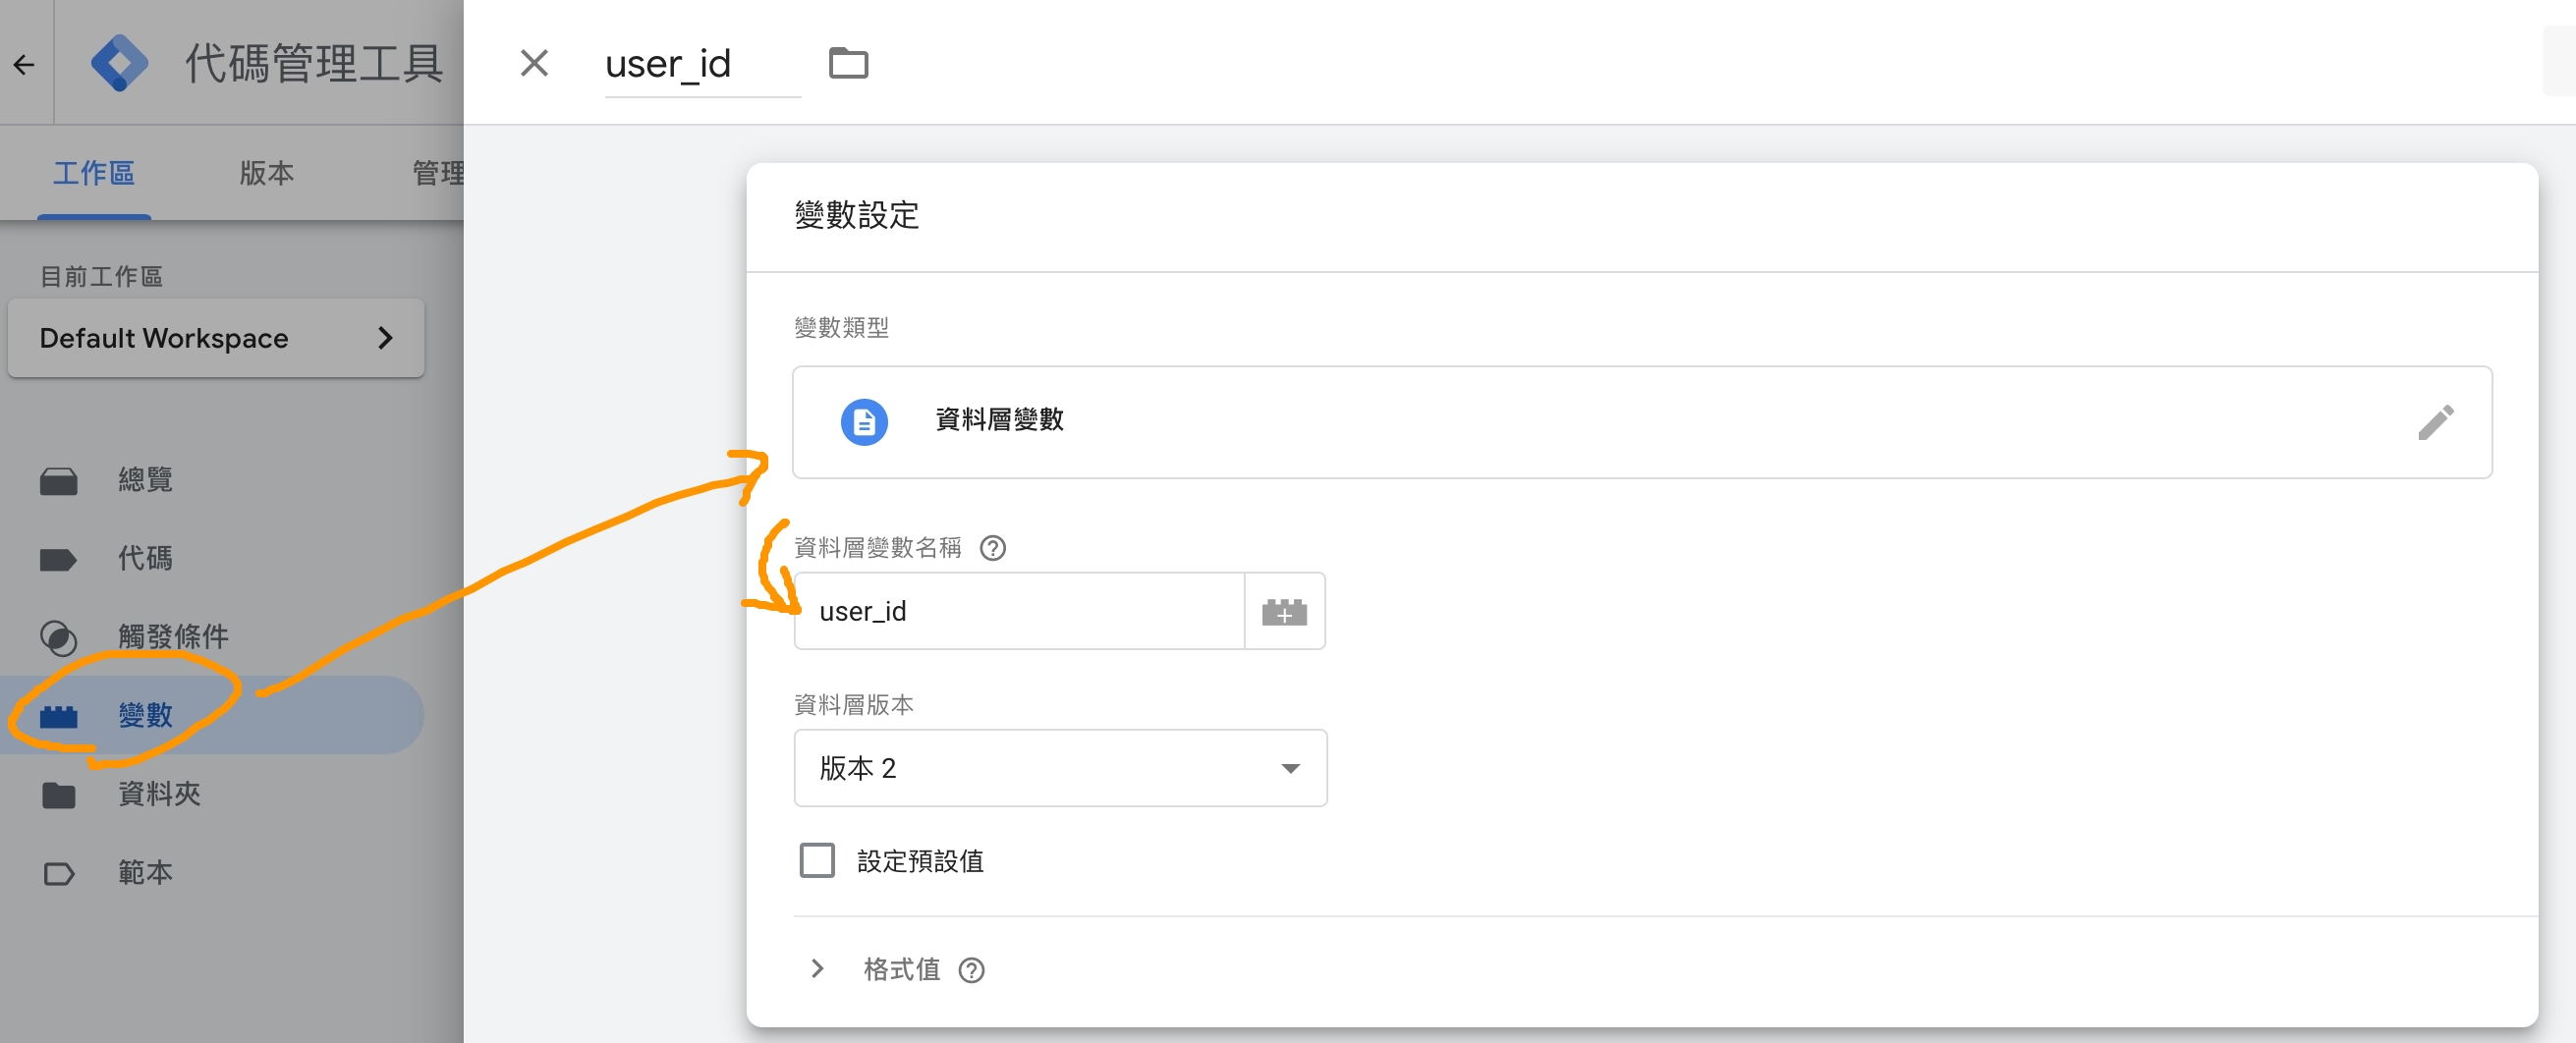 代碼管理工具
user_id
工作區
版本
管理
目前工作區
Default Workspace
總覽
代碼
觸發條件
變數
資料夾
範本
變數設定
變數類型
資料層變數
資料層變數名稱
user_id
資料層版本
版本 2
設定預設值
格式值